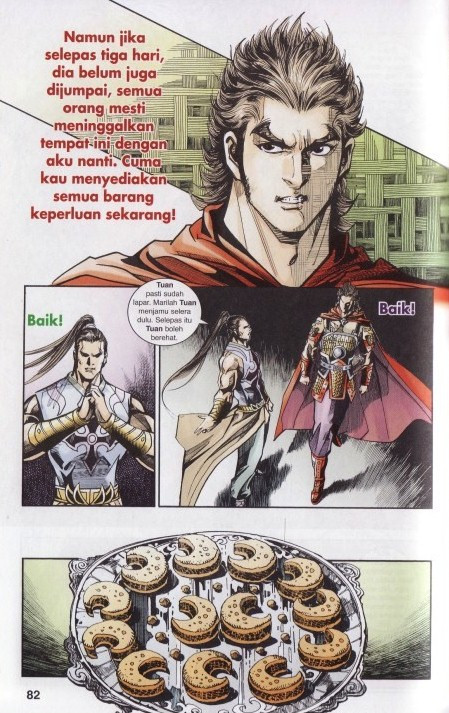 Namun jika
selepas tiga hari,
dia belum juga
dijumpai, semua
orang mesti
meninggalkan
tempat ini dengan
aku nanti. Cuma
kau menyediakan
semua barang
keperluan sekarang!
Baik!
Tuan
pasti sudah
lapar. Marilah Tuan
menjamu selera
dulu. Selepas itu
Tuan boleh
berehat.
Baik!
82